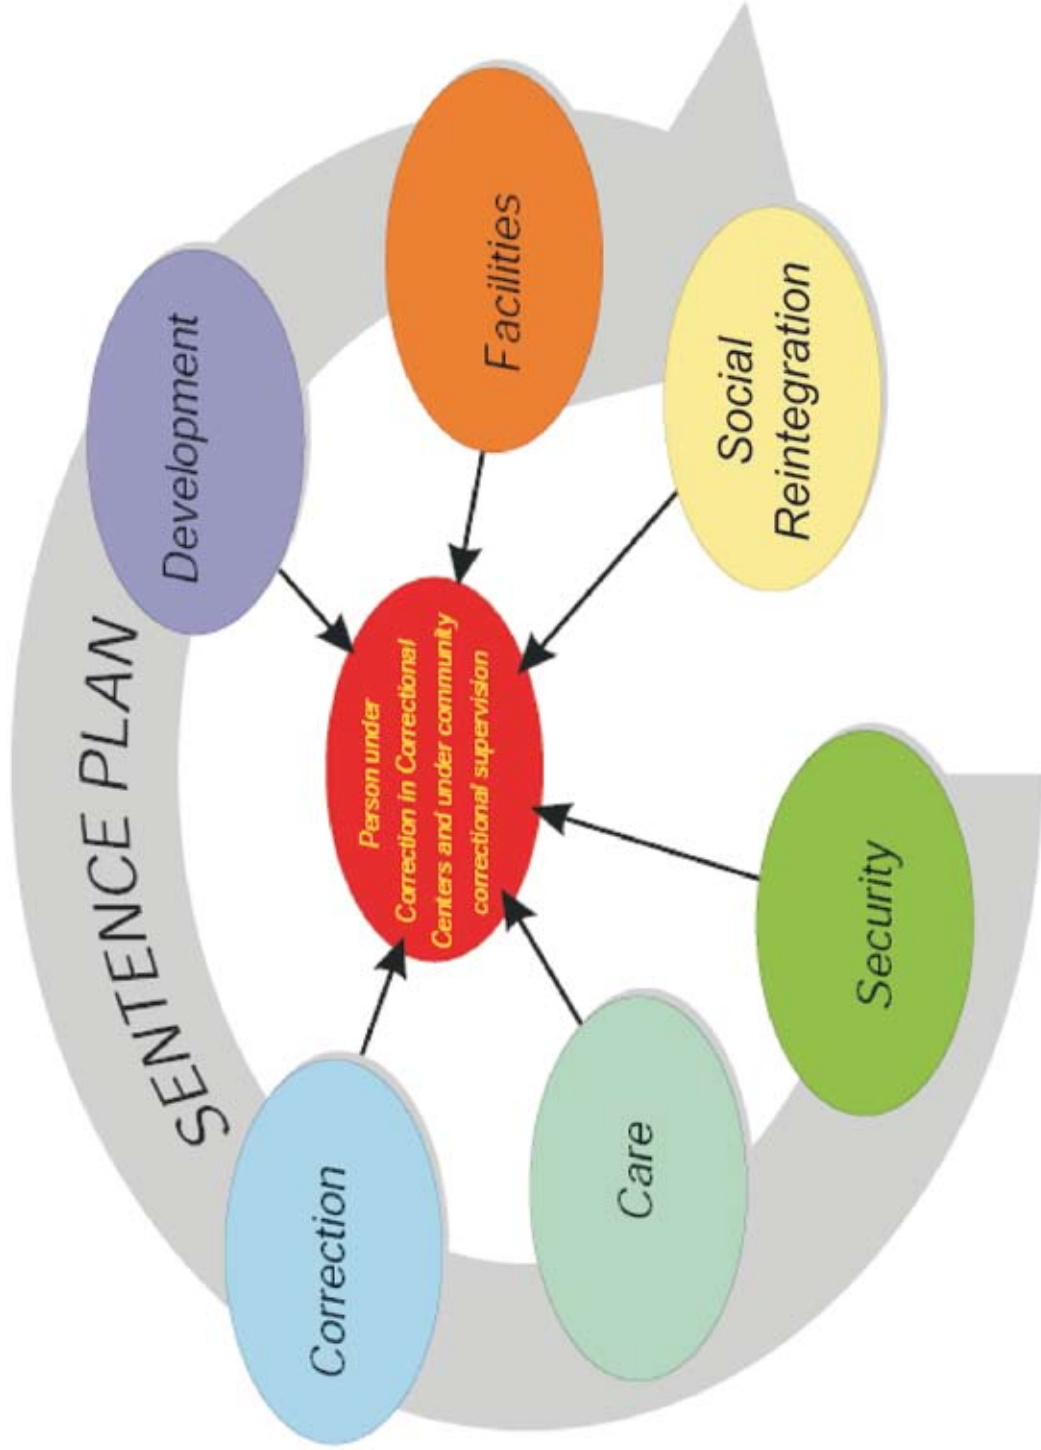 SENTENCE PLAN
Correction
Development
Care
Person under
Correction in Correctional
Centers and under community
correctional supervision
Facilities
Security
Social
Reintegration